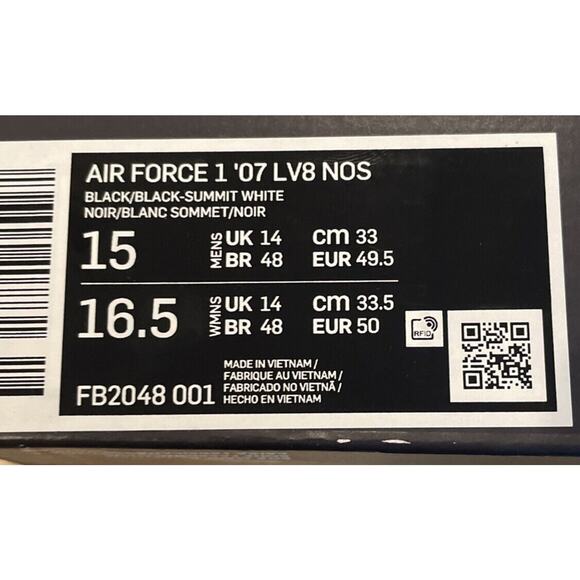 AIR FORCE 1 '07 LV8 NOS
BLACK/BLACK-SUMMIT WHITE
NOIR/BLANC SOMMET/NOIR
15 MENS UK 14 cm 33
BR 48 EUR 49.5
16.5 WMNS UK 14 cm 33.5
BR 48 EUR 50
RFID
FB2048 001
MADE IN VIETNAM /
FABRIQUE AU VIETNAM /
FABRICADO NO VIETNÃ /
HECHO EN VIETNAM